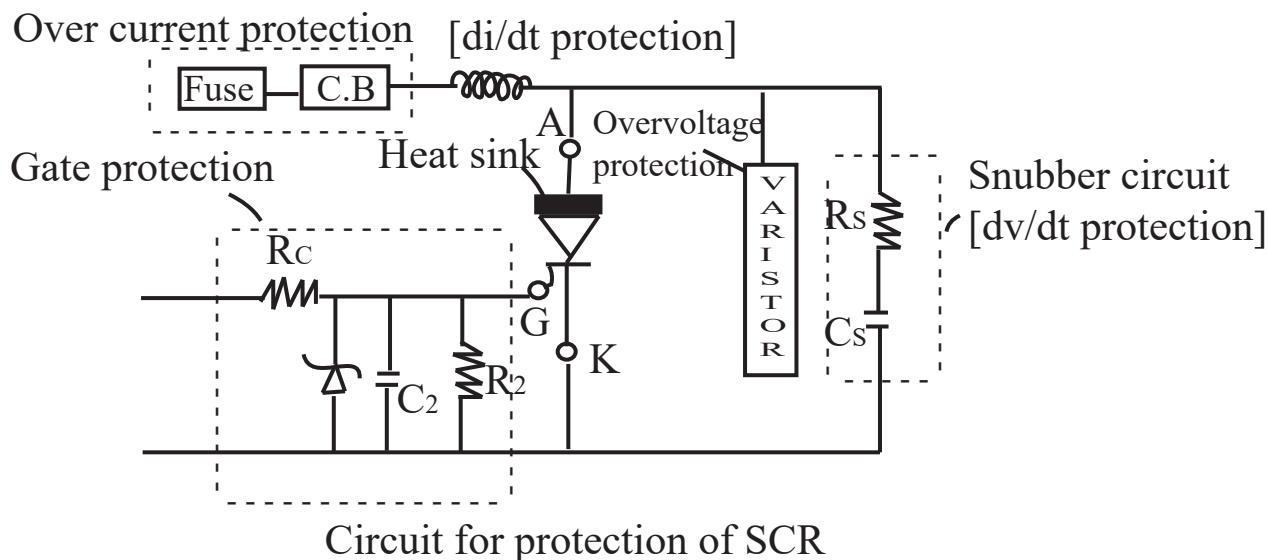 Over current protection
[di/dt protection]
Fuse
C.B
A
Overvoltage
protection
Heat sink
Gate protection
VARISTOR
RS
Snubber circuit
[dv/dt protection]
RC
G
CS
K
C2
R2
Circuit for protection of SCR